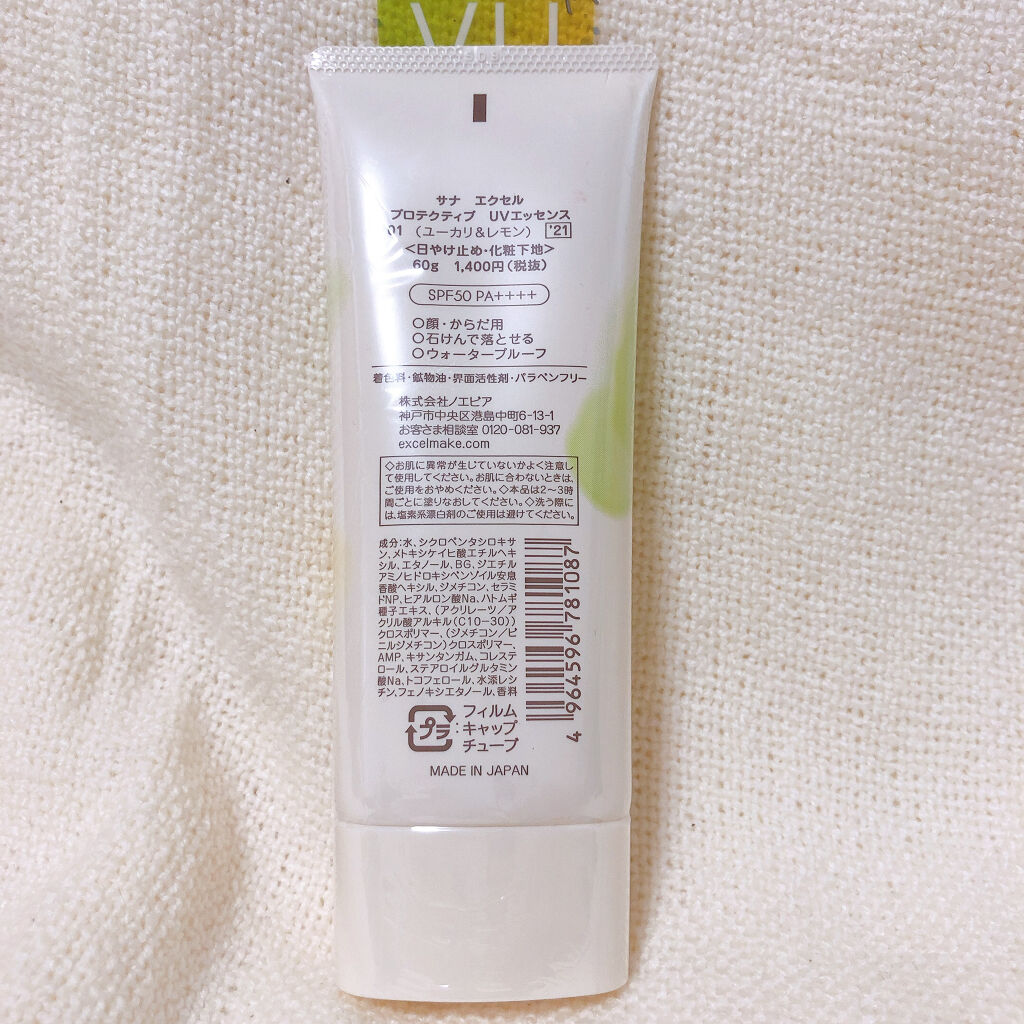 サナ エクセル
プロテクティブ UVエッセンス
01 (ユーカリ&レモン) '21
<日やけ止め・化粧下地>
60g 1,400円(税抜)
SPF50 PA++++
○顔・からだ用
○石けんで落とせる
○ウォータープルーフ
着色料・鉱物油・界面活性剤・パラベンフリー
株式会社ノエビア
神戸市中央区港島中町6-13-1
お客さま相談室 0120-081-937
excelmake.com
◇お肌に異常が生じていないかよく注意し
て使用してください。お肌に合わないときは、
ご使用をおやめください。◇本品は2〜3時
間ごとに塗りなおしてください。◇洗う際に
は、塩素系漂白剤のご使用は避けてください。
成分:水、シクロペンタシロキサ
ン、メトキシケイヒ酸エチルヘキ
シル、エタノール、BG、ジエチル
アミノヒドロキシベンゾイル安息
香酸ヘキシル、ジメチコン、セラミ
ドNP、ヒアルロン酸Na、ハトムギ
種子エキス、(アクリレーツ/ア
クリル酸アルキル(C10-30))
クロスポリマー、(ジメチコン/ビ
ニルジメチコン)クロスポリマー、
AMP、キサンタンガム、コレステ
ロール、ステアロイルグルタミン
酸Na、トコフェロール、水添レシ
チン、フェノキシエタノール、香料
4 964596 781087
プラ : フィルム
キャップ
チューブ
MADE IN JAPAN